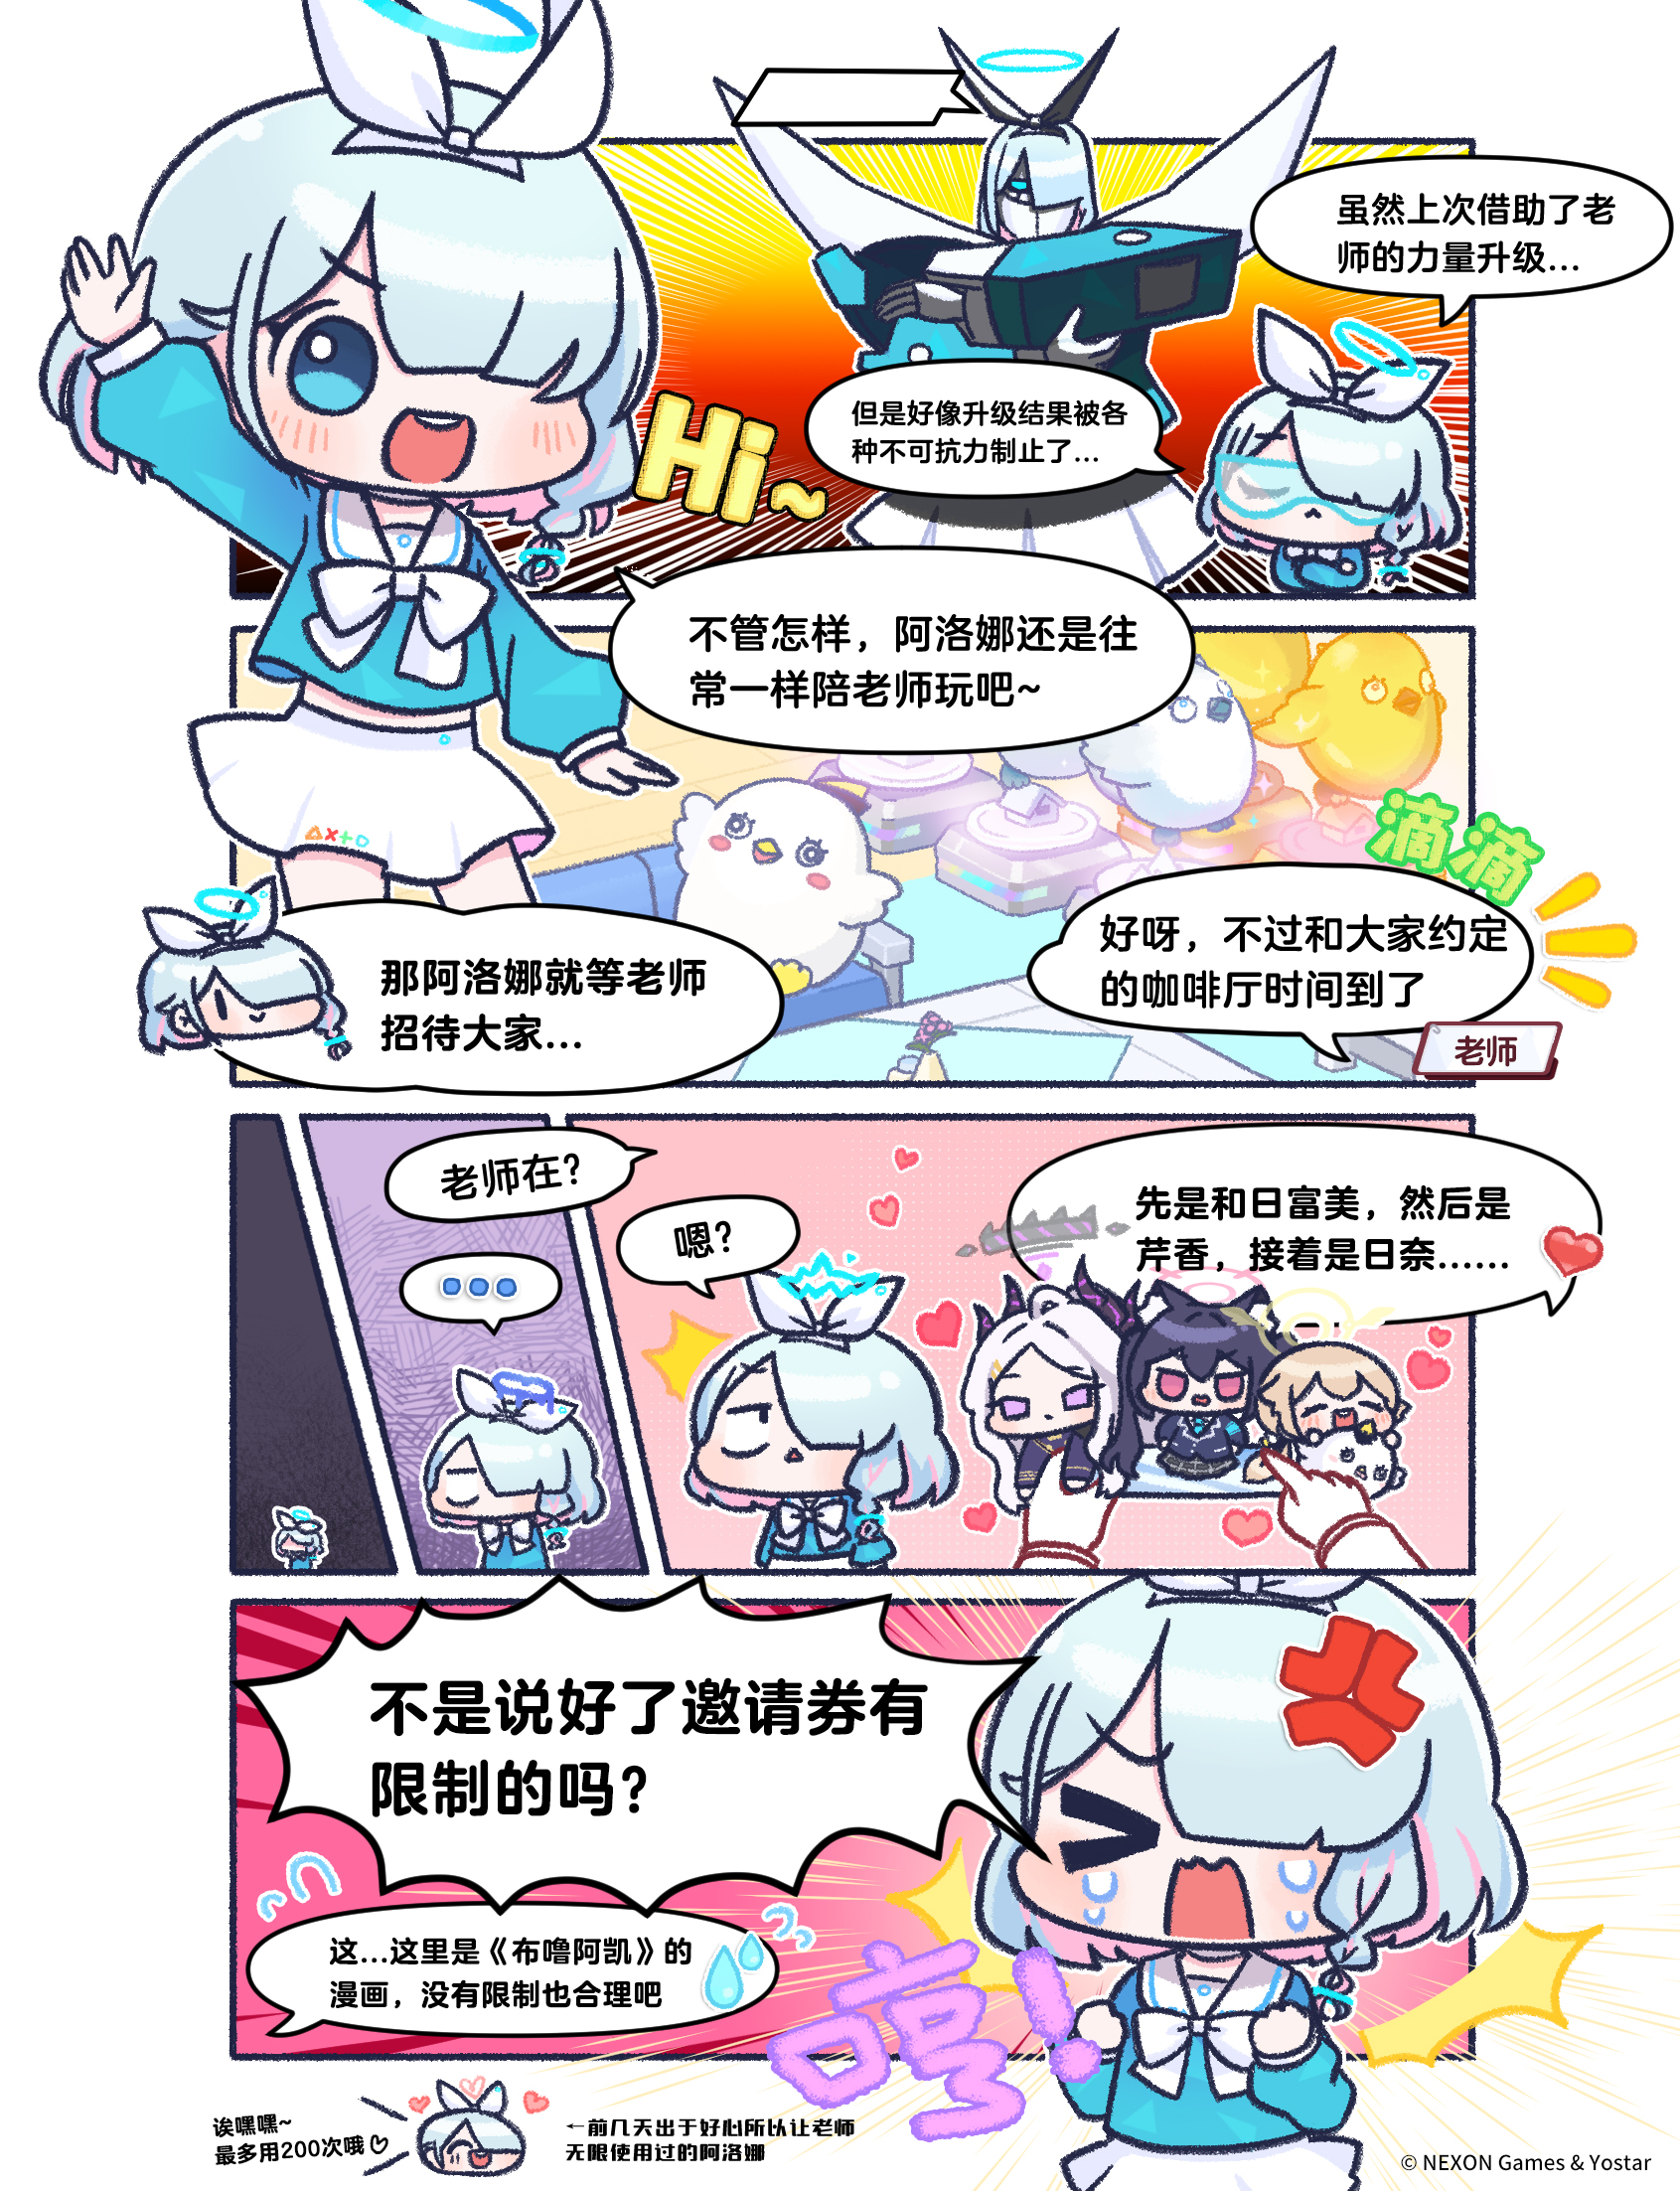 虽然上次借助了老
师的力量升级…
但是好像升级结果被各
种不可抗力制止了…
Hi~
不管怎样，阿洛娜还是往
常一样陪老师玩吧~
滴滴
好呀，不过和大家约定
的咖啡厅时间到了
老师
那阿洛娜就等老师
招待大家…
老师在？
嗯？
先是和日富美，然后是
芹香，接着是日奈……
不是说好了邀请券有
限制的吗？
这…这里是《布噜阿凯》的
漫画，没有限制也合理吧
哼！
诶嘿嘿~
最多用200次哦
←前几天出于好心所以让老师
无限使用过的阿洛娜
© NEXON Games & Yostar